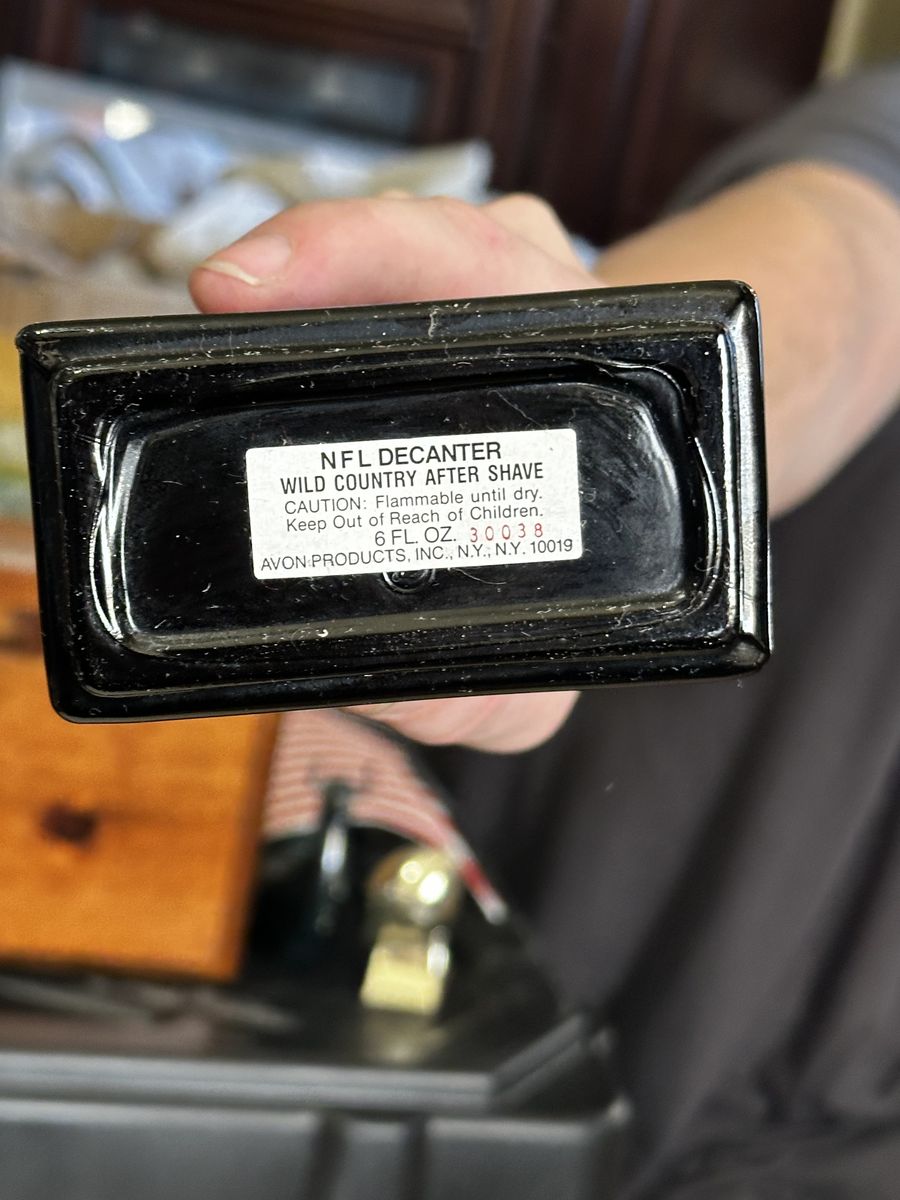 NFL DECANTER
WILD COUNTRY AFTER SHAVE
CAUTION: Flammable until dry.
Keep Out of Reach of Children.
6 FL. OZ. 30038
AVON PRODUCTS, INC., N.Y., N.Y. 10019